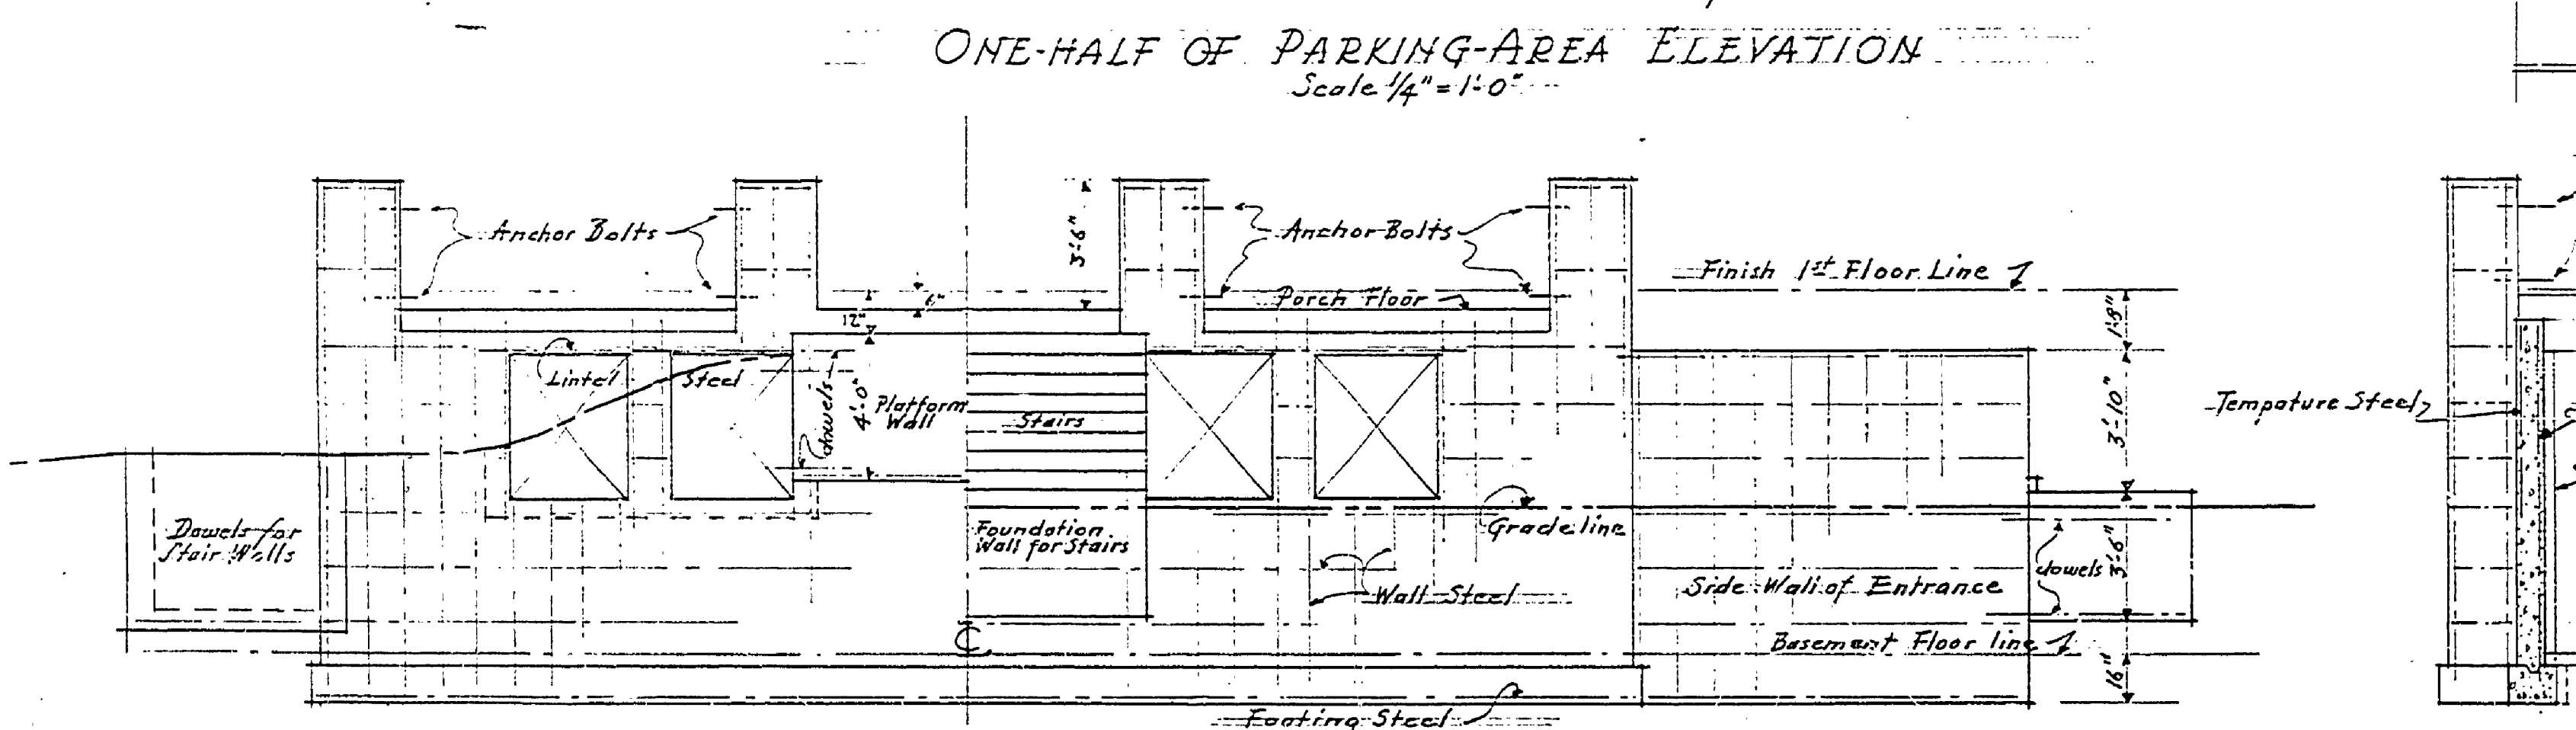 ONE-HALF OF PARKING-AREA ELEVATION
Scale 1/4" = 1'-0"
Anchor Bolts
Anchor Bolts
3'-6"
Finish 1st Floor Line
6"
Porch Floor
12"
1'-8"
Lintel
Steel
dowels
4'-0"
Platform
Wall
Stairs
3'-10"
Tempature Steel
Dowels for
Stair Walls
Foundation
Wall for Stairs
Grade line
Wall Steel
Side Wall of Entrance
dowels
3'-6"
Basement Floor line
16"
Footing Steel